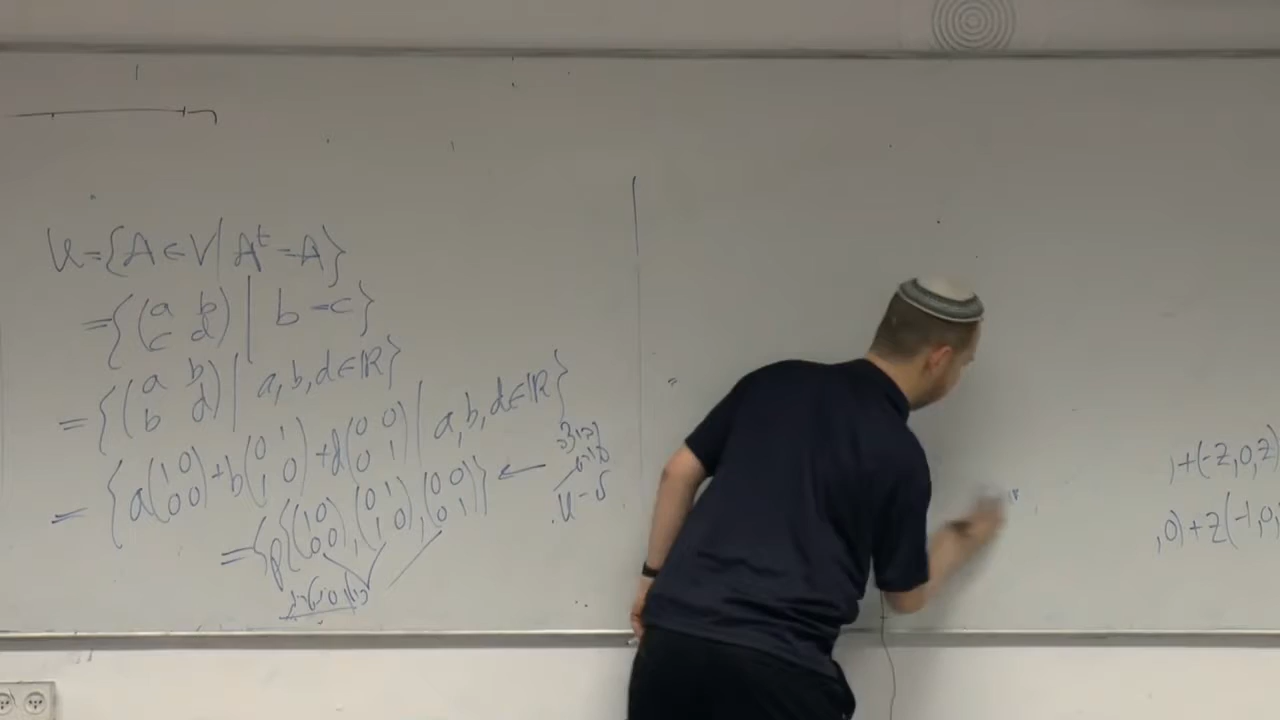 U={A∈V|Aᵗ=A}
={(a b; c d)| b=c}
={(a b; b d)| a,b,d∈ℝ}
={a(1 0; 0 0)+b(0 1; 1 0)+d(0 0; 0 1)| a,b,d∈ℝ} ←
ל-U
=Sp{(1 0; 0 0),(0 1; 1 0),(0 0; 0 1)}
)+(-z,0,z)
,0)+z(-1,0,